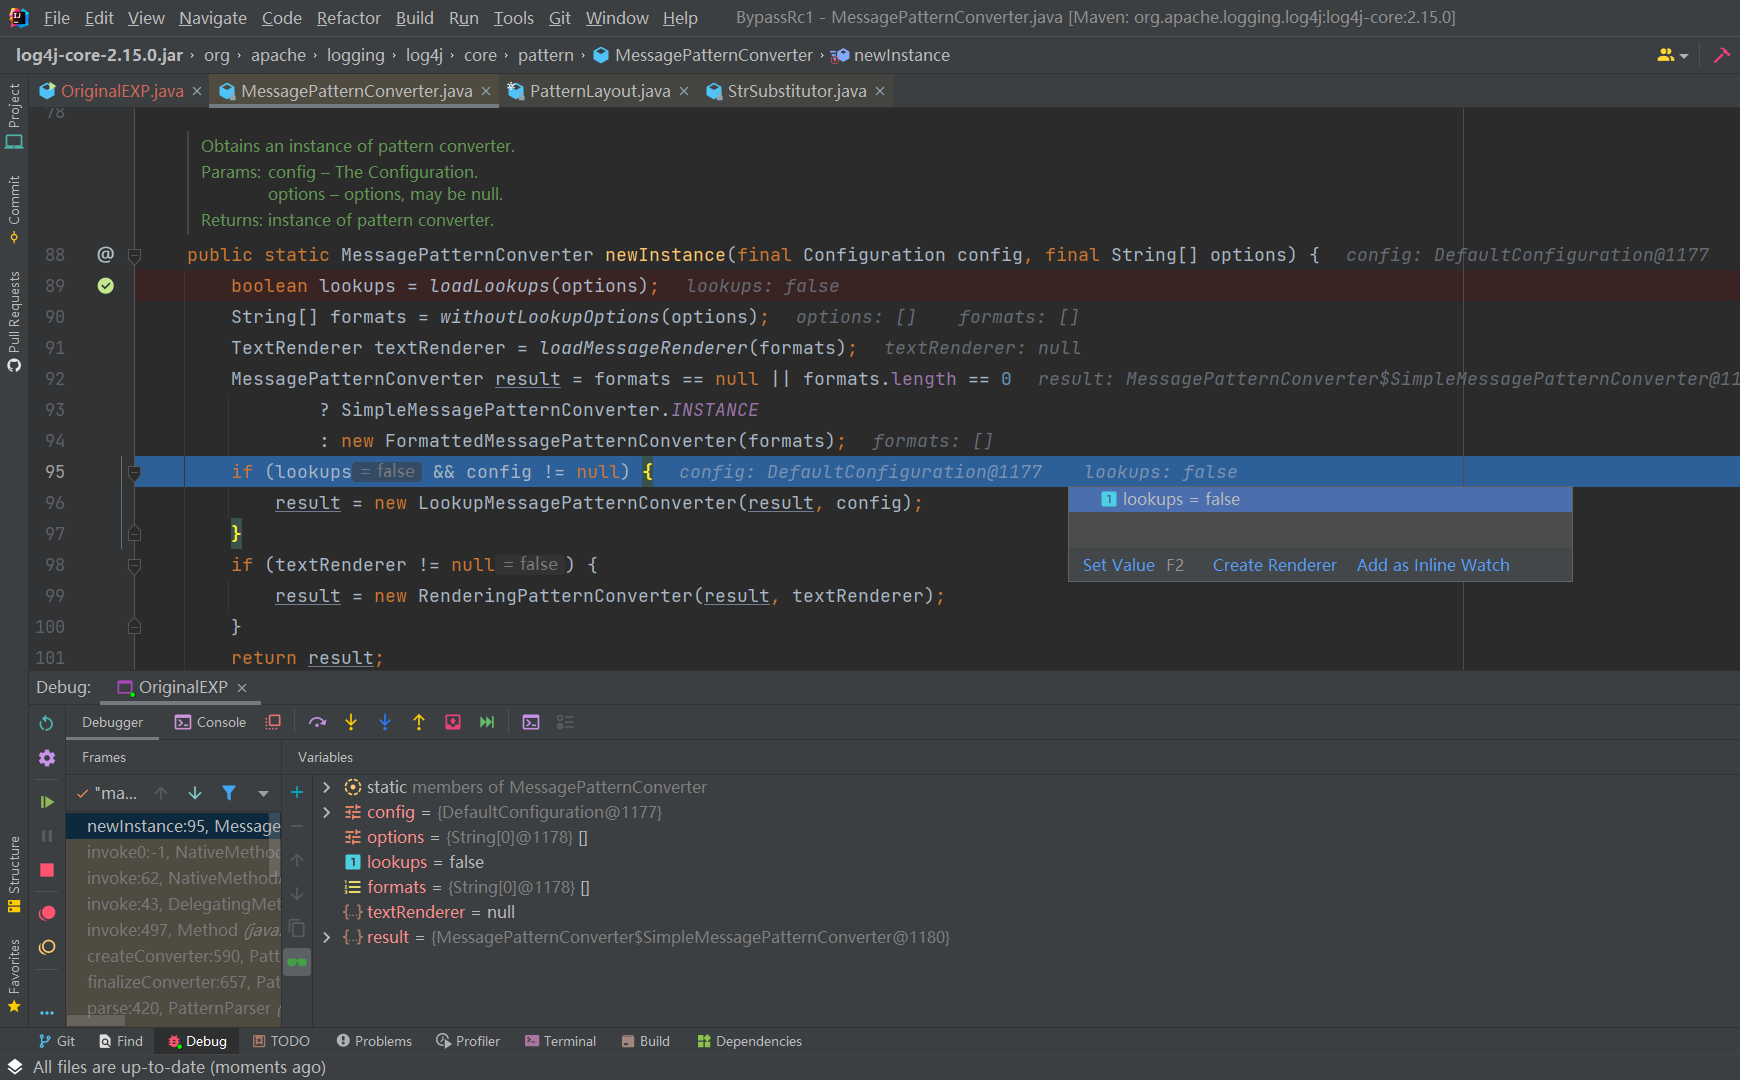 File Edit View Navigate Code Refactor Build Run Tools Git Window Help BypassRc1 - MessagePatternConverter.java [Maven: org.apache.logging.log4j:log4j-core:2.15.0]
log4j-core-2.15.0.jar › org › apache › logging › log4j › core › pattern › MessagePatternConverter › newInstance
OriginalEXP.java × MessagePatternConverter.java × PatternLayout.java × StrSubstitutor.java ×
Project
Commit
Pull Requests
Structure
Favorites
78
Obtains an instance of pattern converter.
Params: config – The Configuration.
options – options, may be null.
Returns: instance of pattern converter.
88 @ public static MessagePatternConverter newInstance(final Configuration config, final String[] options) { config: DefaultConfiguration@1177
89 boolean lookups = loadLookups(options); lookups: false
90 String[] formats = withoutLookupOptions(options); options: [] formats: []
91 TextRenderer textRenderer = loadMessageRenderer(formats); textRenderer: null
92 MessagePatternConverter result = formats == null || formats.length == 0 result: MessagePatternConverter$SimpleMessagePatternConverter@11
93 ? SimpleMessagePatternConverter.INSTANCE
94 : new FormattedMessagePatternConverter(formats); formats: []
95 if (lookups = false && config != null) { config: DefaultConfiguration@1177 lookups: false
96 result = new LookupMessagePatternConverter(result, config);
97 }
98 if (textRenderer != null = false ) {
99 result = new RenderingPatternConverter(result, textRenderer);
100 }
101 return result;
lookups = false
Set Value F2 Create Renderer Add as Inline Watch
Debug: OriginalEXP ×
Debugger Console
Frames Variables
"ma...
newInstance:95, Message
invoke0:-1, NativeMethod
invoke:62, NativeMethodA
invoke:43, DelegatingMet
invoke:497, Method (java.
createConverter:590, Patt
finalizeConverter:657, Pat
parse:420, PatternParser (
static members of MessagePatternConverter
config = {DefaultConfiguration@1177}
options = {String[0]@1178} []
lookups = false
formats = {String[0]@1178} []
textRenderer = null
result = {MessagePatternConverter$SimpleMessagePatternConverter@1180}
Git Find Debug TODO Problems Profiler Terminal Build Dependencies
All files are up-to-date (moments ago)